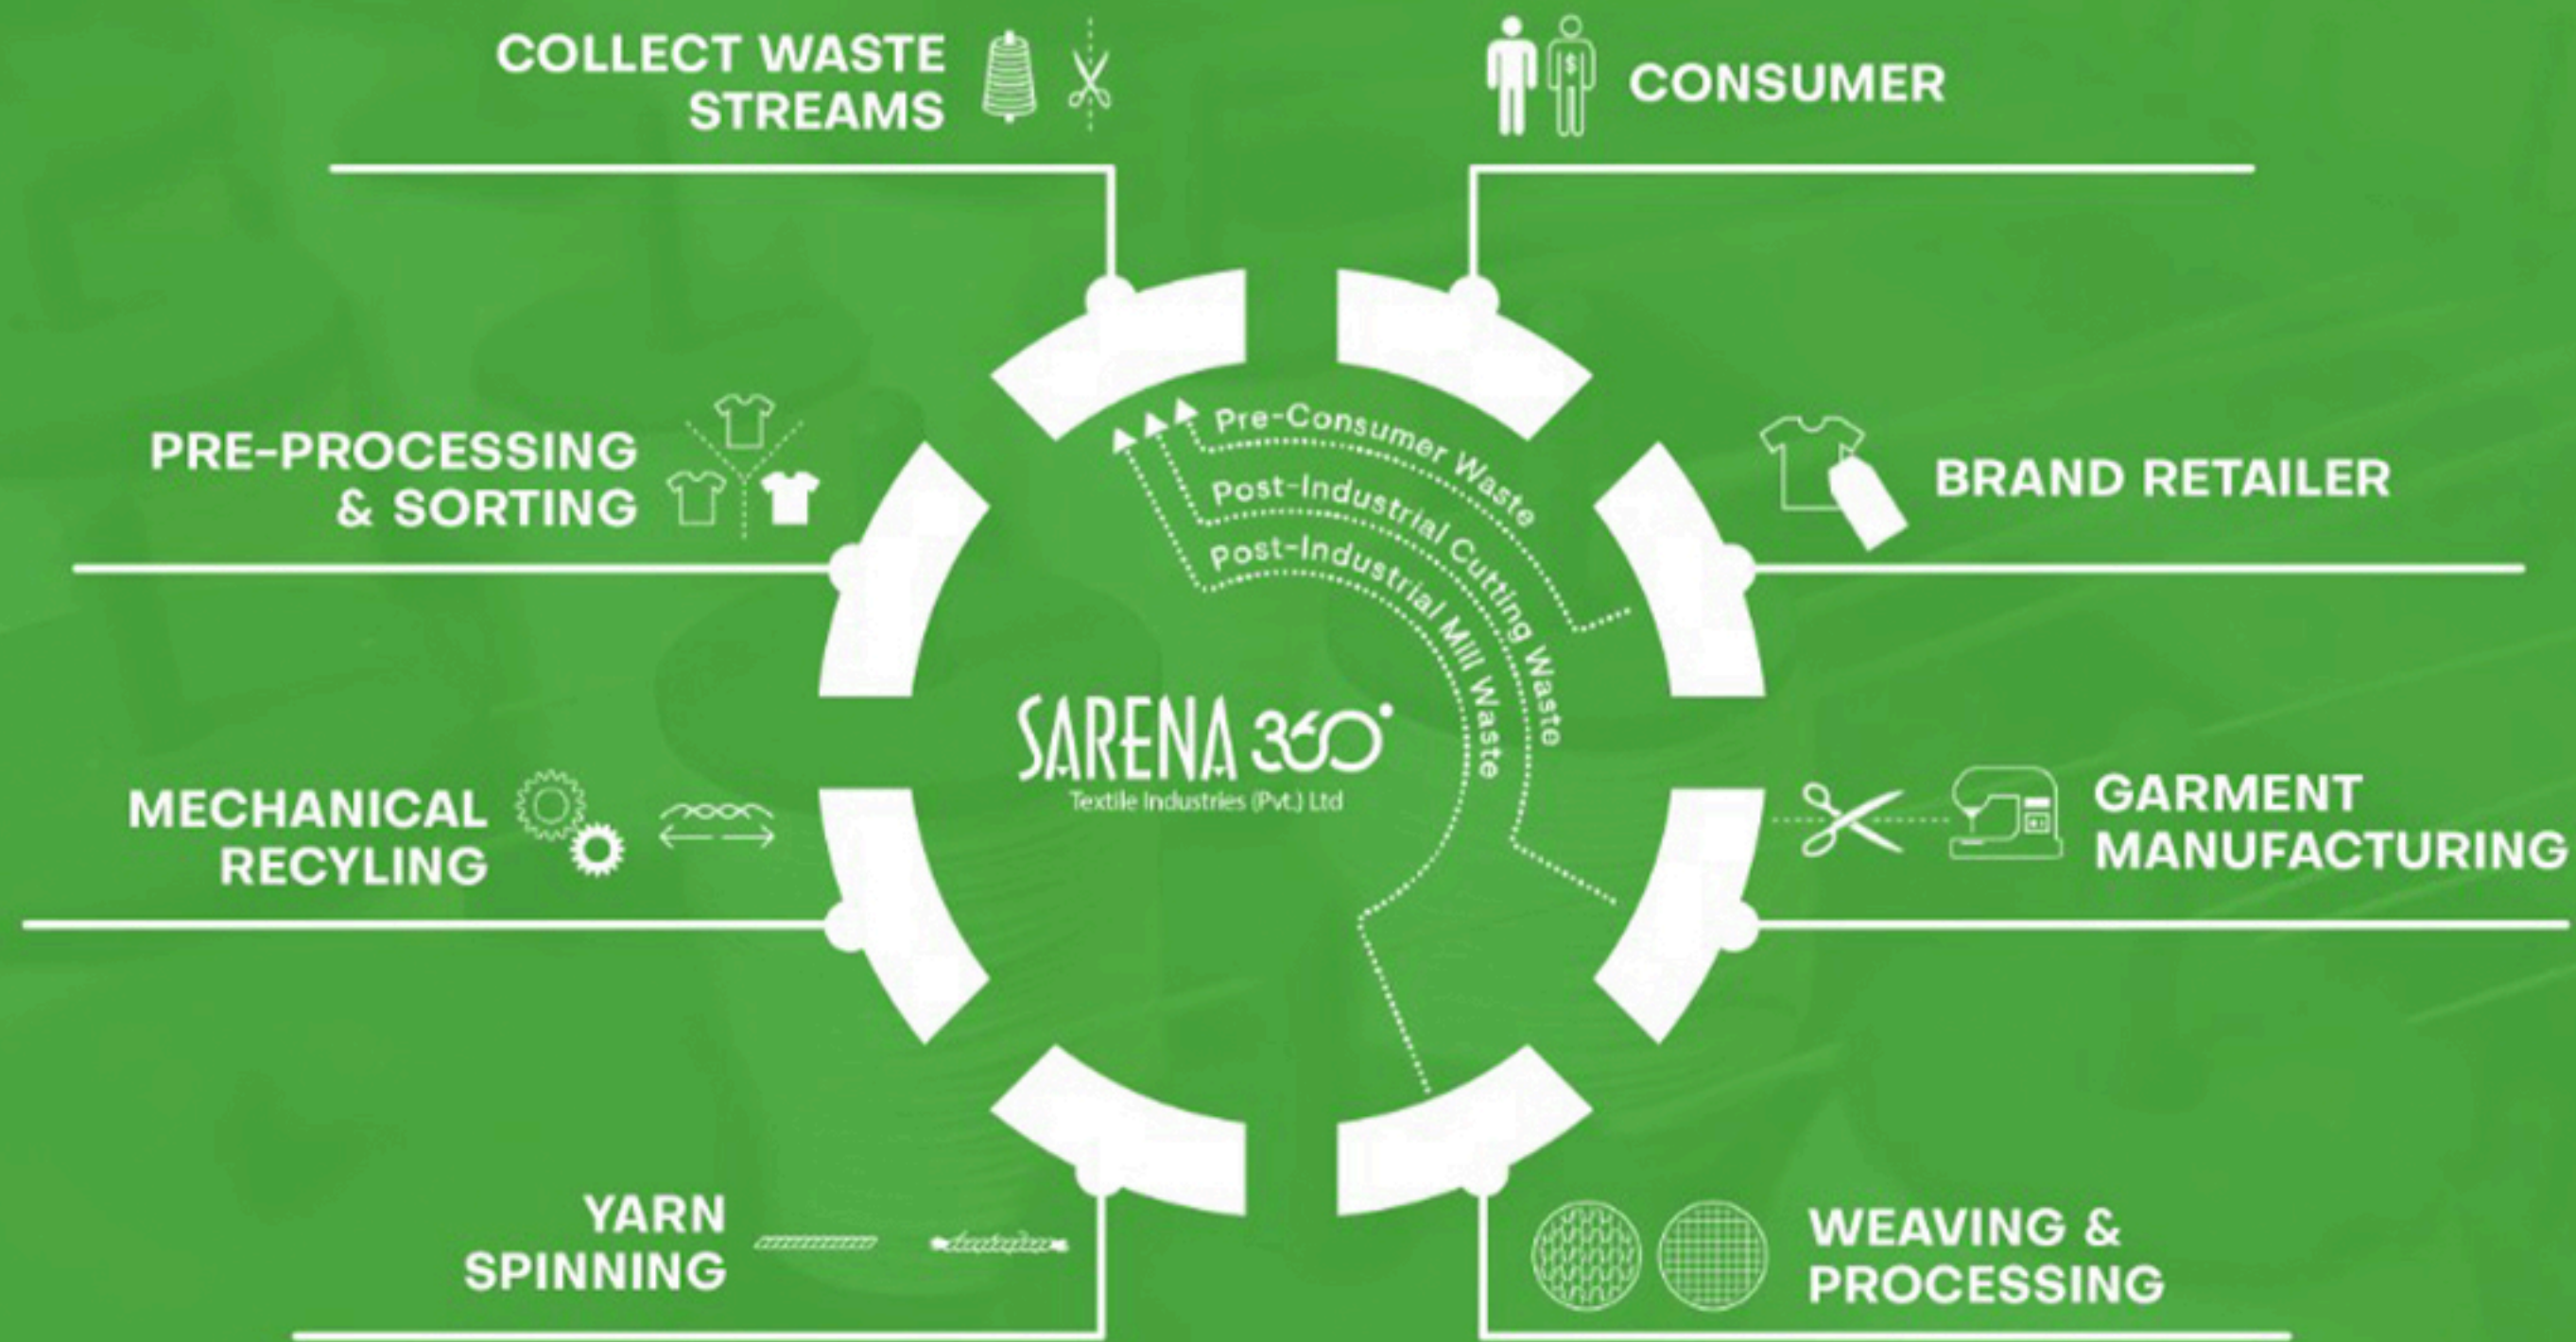 COLLECT WASTE
STREAMS
$
CONSUMER
PRE-PROCESSING
& SORTING
BRAND RETAILER
Pre-Consumer Waste
Post-Industrial Cutting Waste
Post-Industrial Mill Waste
SARENA 360°
Textile Industries (Pvt.) Ltd
MECHANICAL
RECYLING
GARMENT
MANUFACTURING
YARN
SPINNING
WEAVING &
PROCESSING